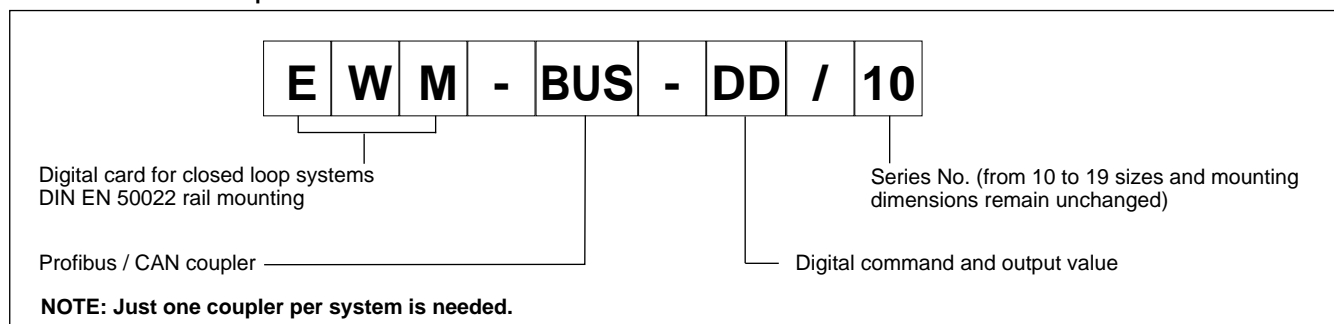 E W M - BUS - DD / 10
Digital card for closed loop systems
DIN EN 50022 rail mounting
Series No. (from 10 to 19 sizes and mounting
dimensions remain unchanged)
Profibus / CAN coupler
Digital command and output value
NOTE: Just one coupler per system is needed.